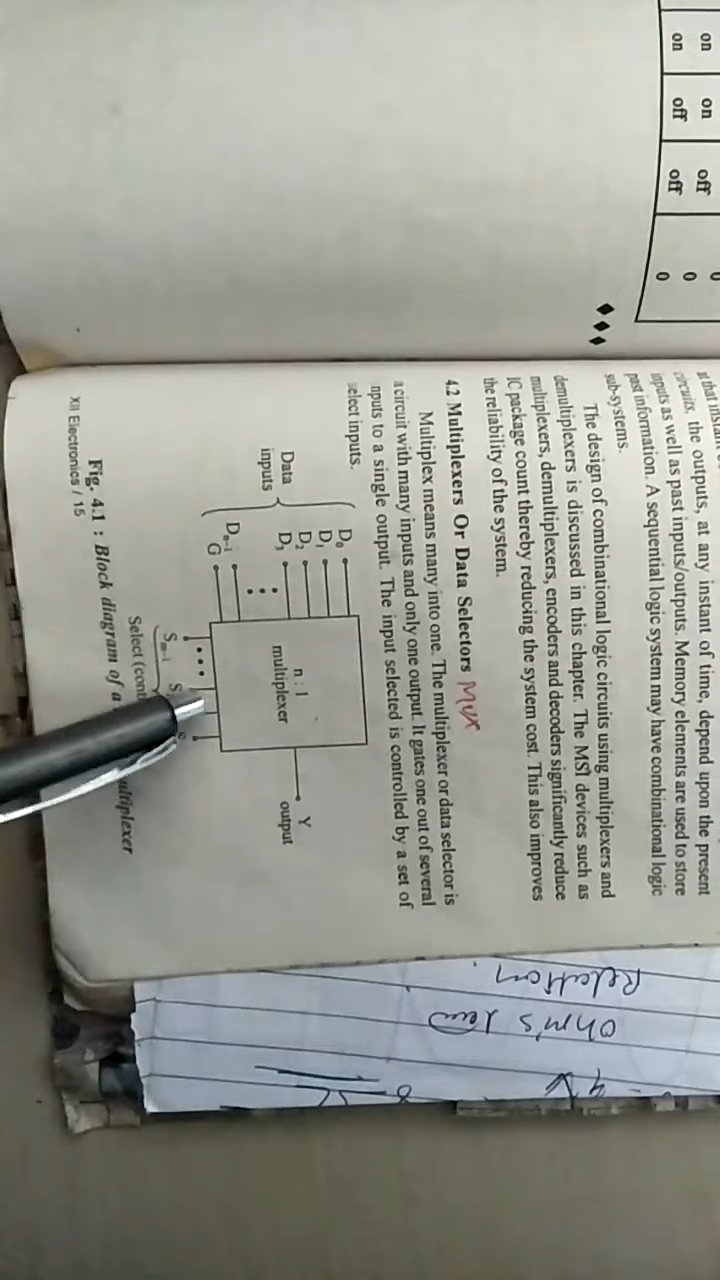 on on off off 0
on off off 0
♦♦♦
circuits, the outputs, at any instant of time, depend upon the present
inputs as well as past inputs/outputs. Memory elements are used to store
past information. A sequential logic system may have combinational logic
sub-systems.
The design of combinational logic circuits using multiplexers and
demultiplexers is discussed in this chapter. The MSI devices such as
multiplexers, demultiplexers, encoders and decoders significantly reduce
IC package count thereby reducing the system cost. This also improves
the reliability of the system.
4.2 Multiplexers Or Data Selectors Mux
Multiplex means many into one. The multiplexer or data selector is
a circuit with many inputs and only one output. It gates one out of several
nputs to a single output. The input selected is controlled by a set of
select inputs.
D₀
D₁
D₂
D₃
Data
inputs
Dₙ₋₁
G
n : 1
multiplexer
Y
output
Sₘ₋₁
Select (cont
Fig. 4.1 : Block diagram of a ultiplexer
XII Electronics / 15
Relation.
ohm's law